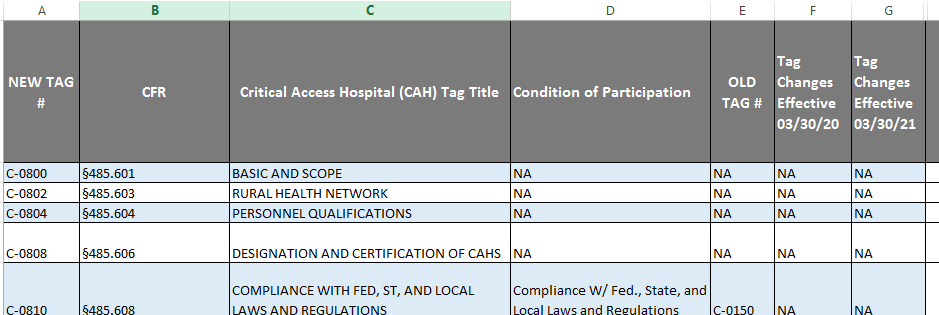 A B C D E F G
NEW TAG # CFR Critical Access Hospital (CAH) Tag Title Condition of Participation OLD TAG # Tag Changes Effective 03/30/20 Tag Changes Effective 03/30/21
C-0800 §485.601 BASIC AND SCOPE NA NA NA NA
C-0802 §485.603 RURAL HEALTH NETWORK NA NA NA NA
C-0804 §485.604 PERSONNEL QUALIFICATIONS NA NA NA NA
C-0808 §485.606 DESIGNATION AND CERTIFICATION OF CAHS NA NA NA NA
COMPLIANCE WITH FED, ST, AND LOCAL Compliance W/ Fed., State, and
C-0810 §485.608 LAWS AND REGULATIONS Local Laws and Regulations C-0150 NA NA